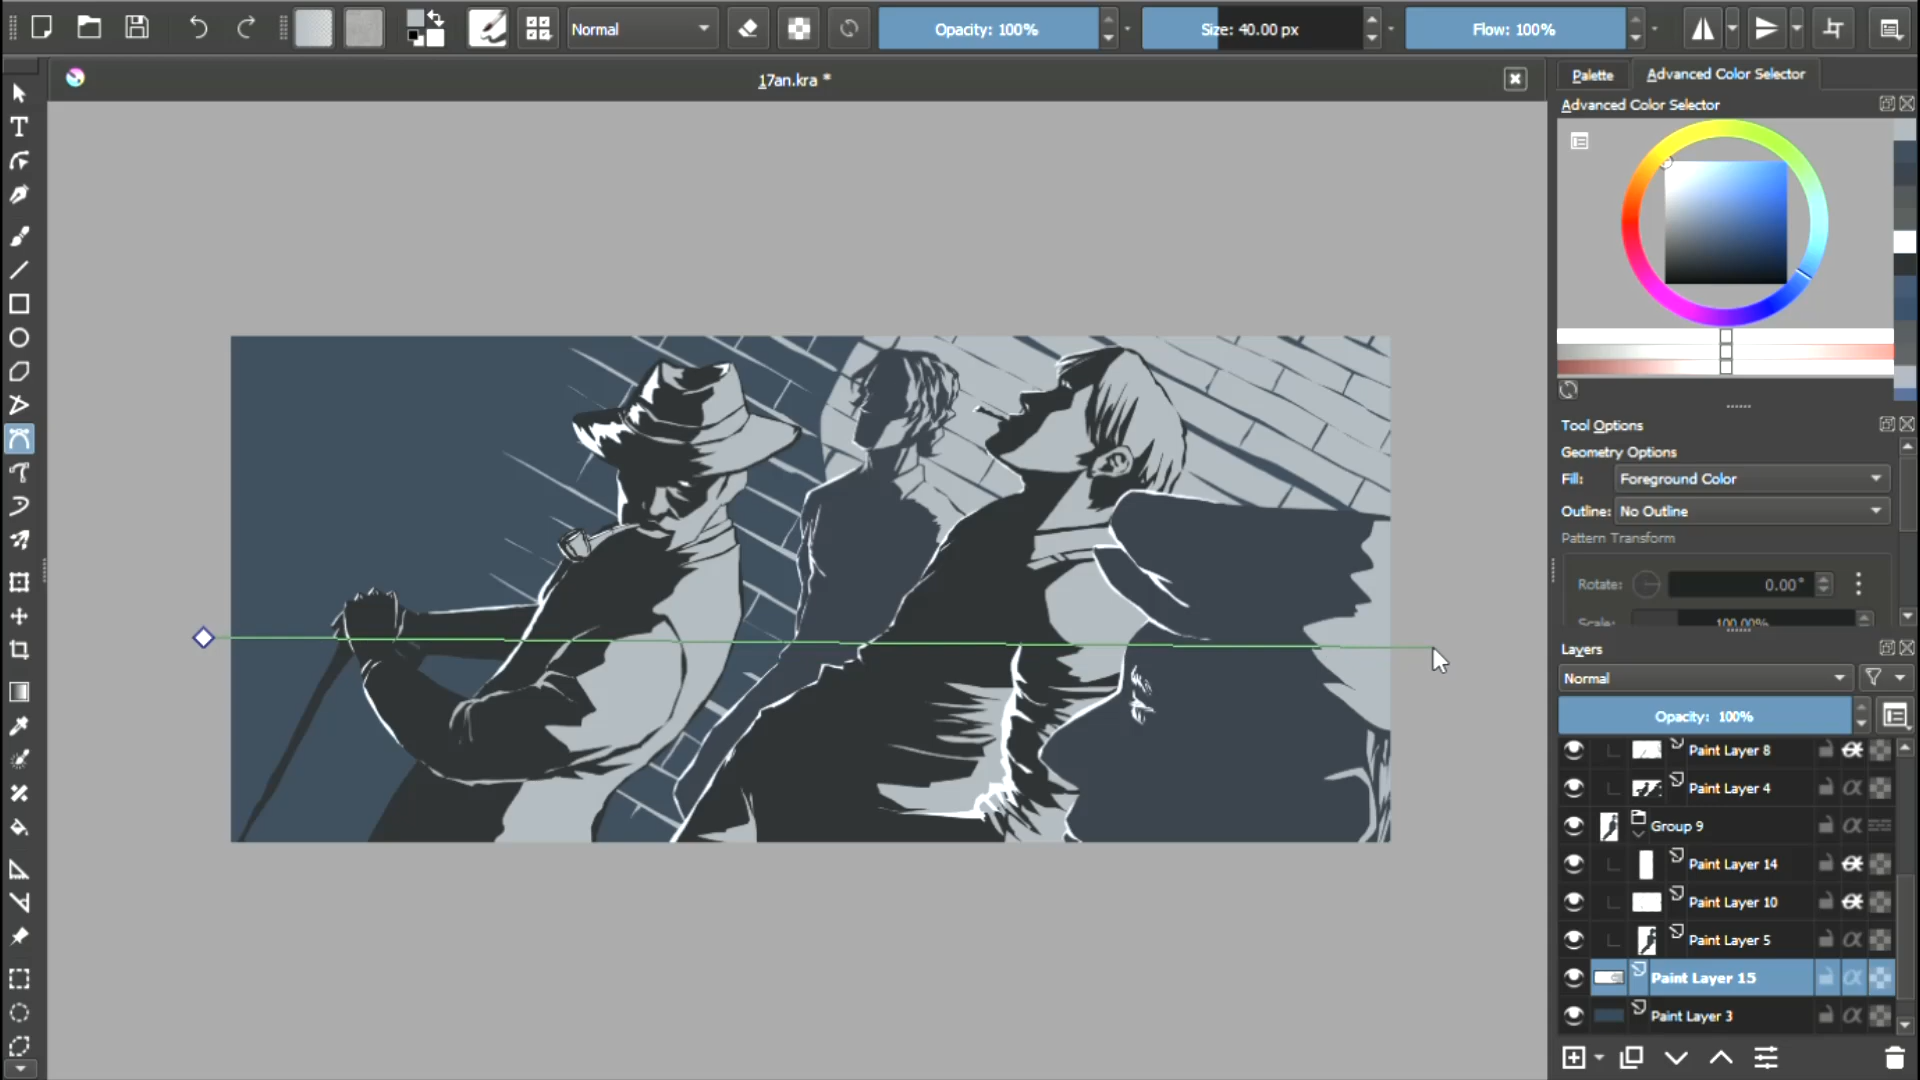 Normal
Opacity: 100%
Size: 40.00 px
Flow: 100%
17an.kra *
Palette
Advanced Color Selector
Advanced Color Selector
Tool Options
Geometry Options
Fill:
Foreground Color
Outline:
No Outline
Pattern Transform
Rotate:
0.00°
Scale:
100.00%
Layers
Normal
Opacity: 100%
Paint Layer 8
Paint Layer 4
Group 9
Paint Layer 14
Paint Layer 10
Paint Layer 5
Paint Layer 15
Paint Layer 3